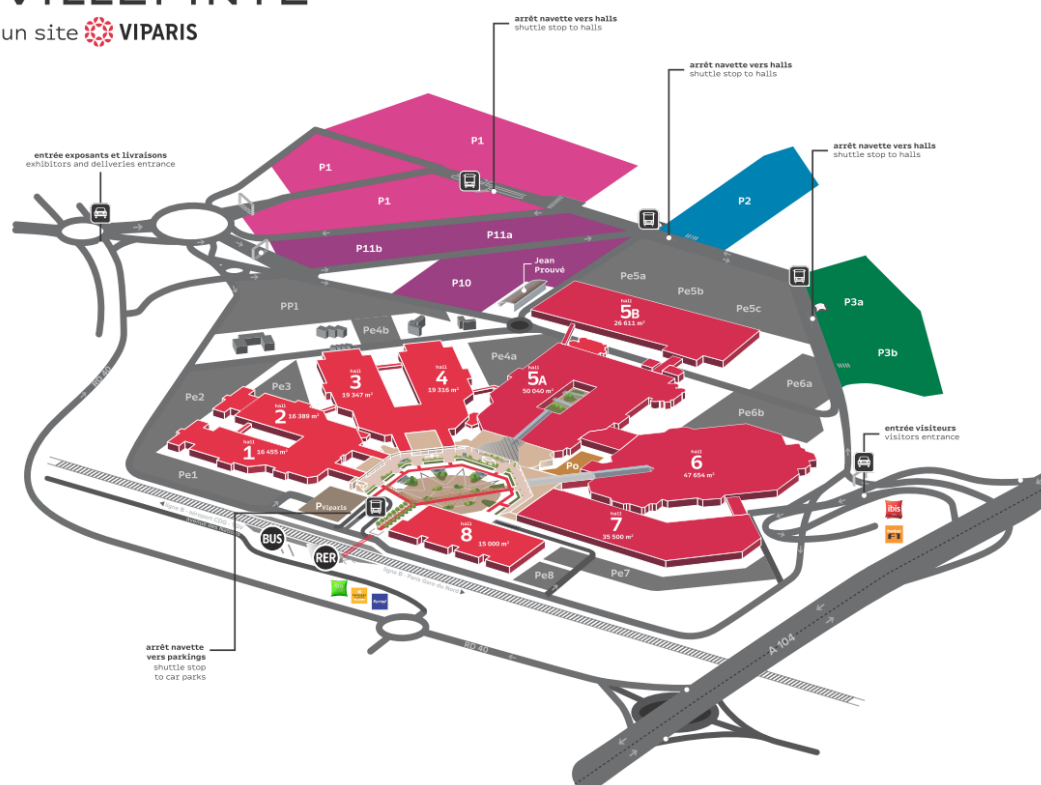 un site VIPARIS
arrêt navette vers halls
shuttle stop to halls
arrêt navette vers halls
shuttle stop to halls
arrêt navette vers halls
shuttle stop to halls
entrée exposants et livraisons
exhibitors and deliveries entrance
P1
P1
P1
P2
P11a
P11b
P10
Jean
Prouvé
Pe5a
Pe5b
Pe5c
P3a
P3b
PP1
Pe4b
hall
5B
26 611 m²
Pe4a
hall
3
19 347 m²
hall
4
19 316 m²
hall
5A
50 040 m²
Pe6a
Pe6b
Pe3
Pe2
hall
2
16 389 m²
hall
1
16 455 m²
Pe1
entrée visiteurs
visitors entrance
Po
hall
6
47 654 m²
hall
7
35 500 m²
hall
8
15 000 m²
PViparis
BUS
RER
ligne B - Paris Gare du Nord
Pe8
Pe7
ibis
RD 40
RD 40
A 104
arrêt navette
vers parkings
shuttle stop
to car parks